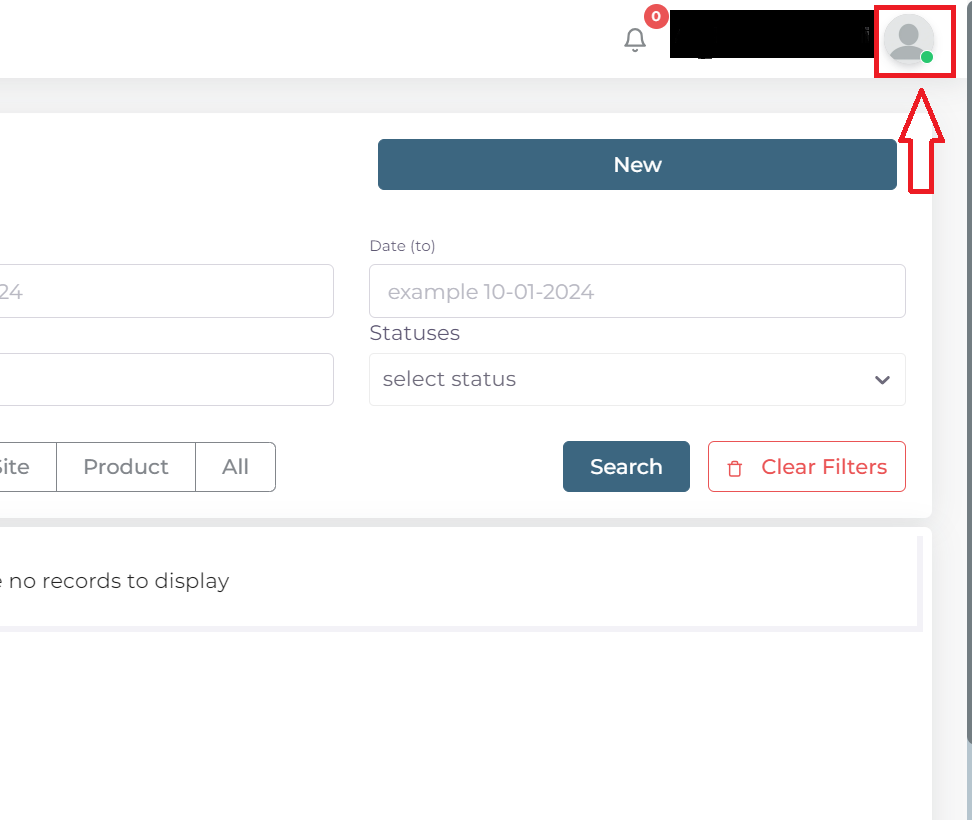 0
New
Date (to)
24
example 10-01-2024
Statuses
select status
Site
Product
All
Search
Clear Filters
no records to display